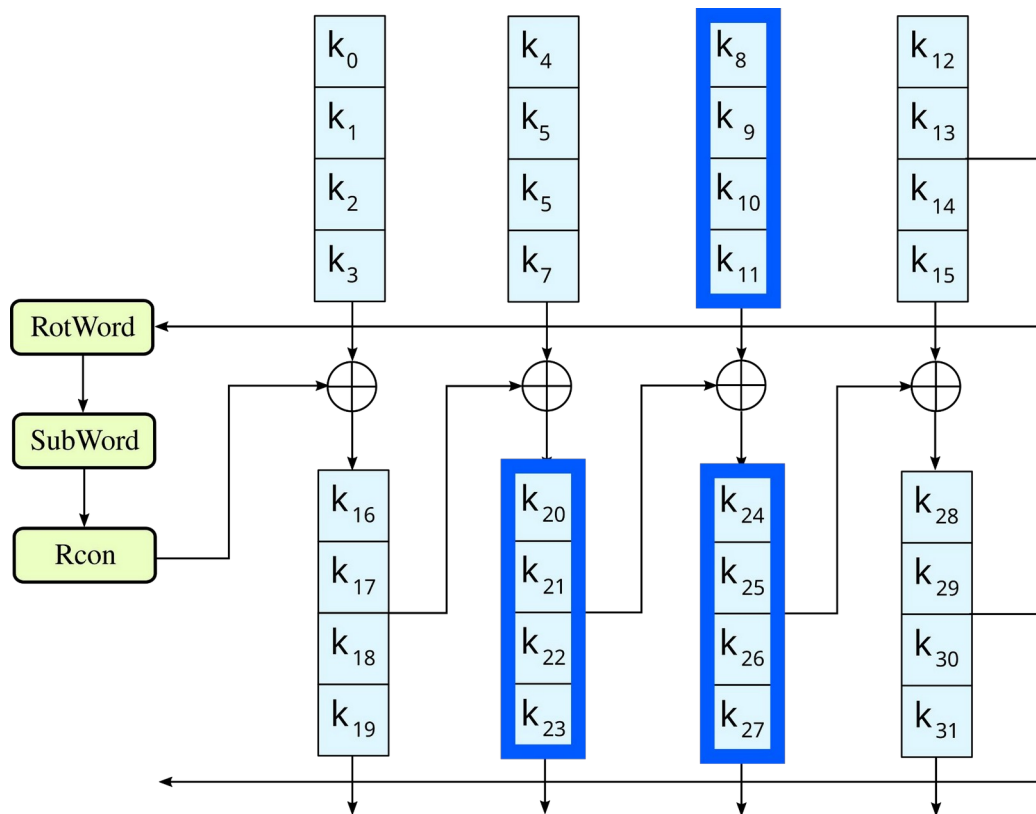 k0 k4 k8 k12
k1 k5 k9 k13
k2 k5 k10 k14
k3 k7 k11 k15
RotWord
SubWord
Rcon
k16 k20 k24 k28
k17 k21 k25 k29
k18 k22 k26 k30
k19 k23 k27 k31